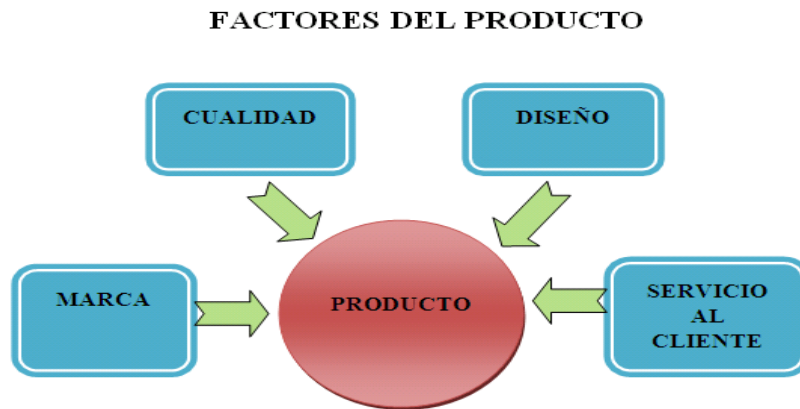 FACTORES DEL PRODUCTO
CUALIDAD
DISEÑO
MARCA
PRODUCTO
SERVICIO
AL
CLIENTE